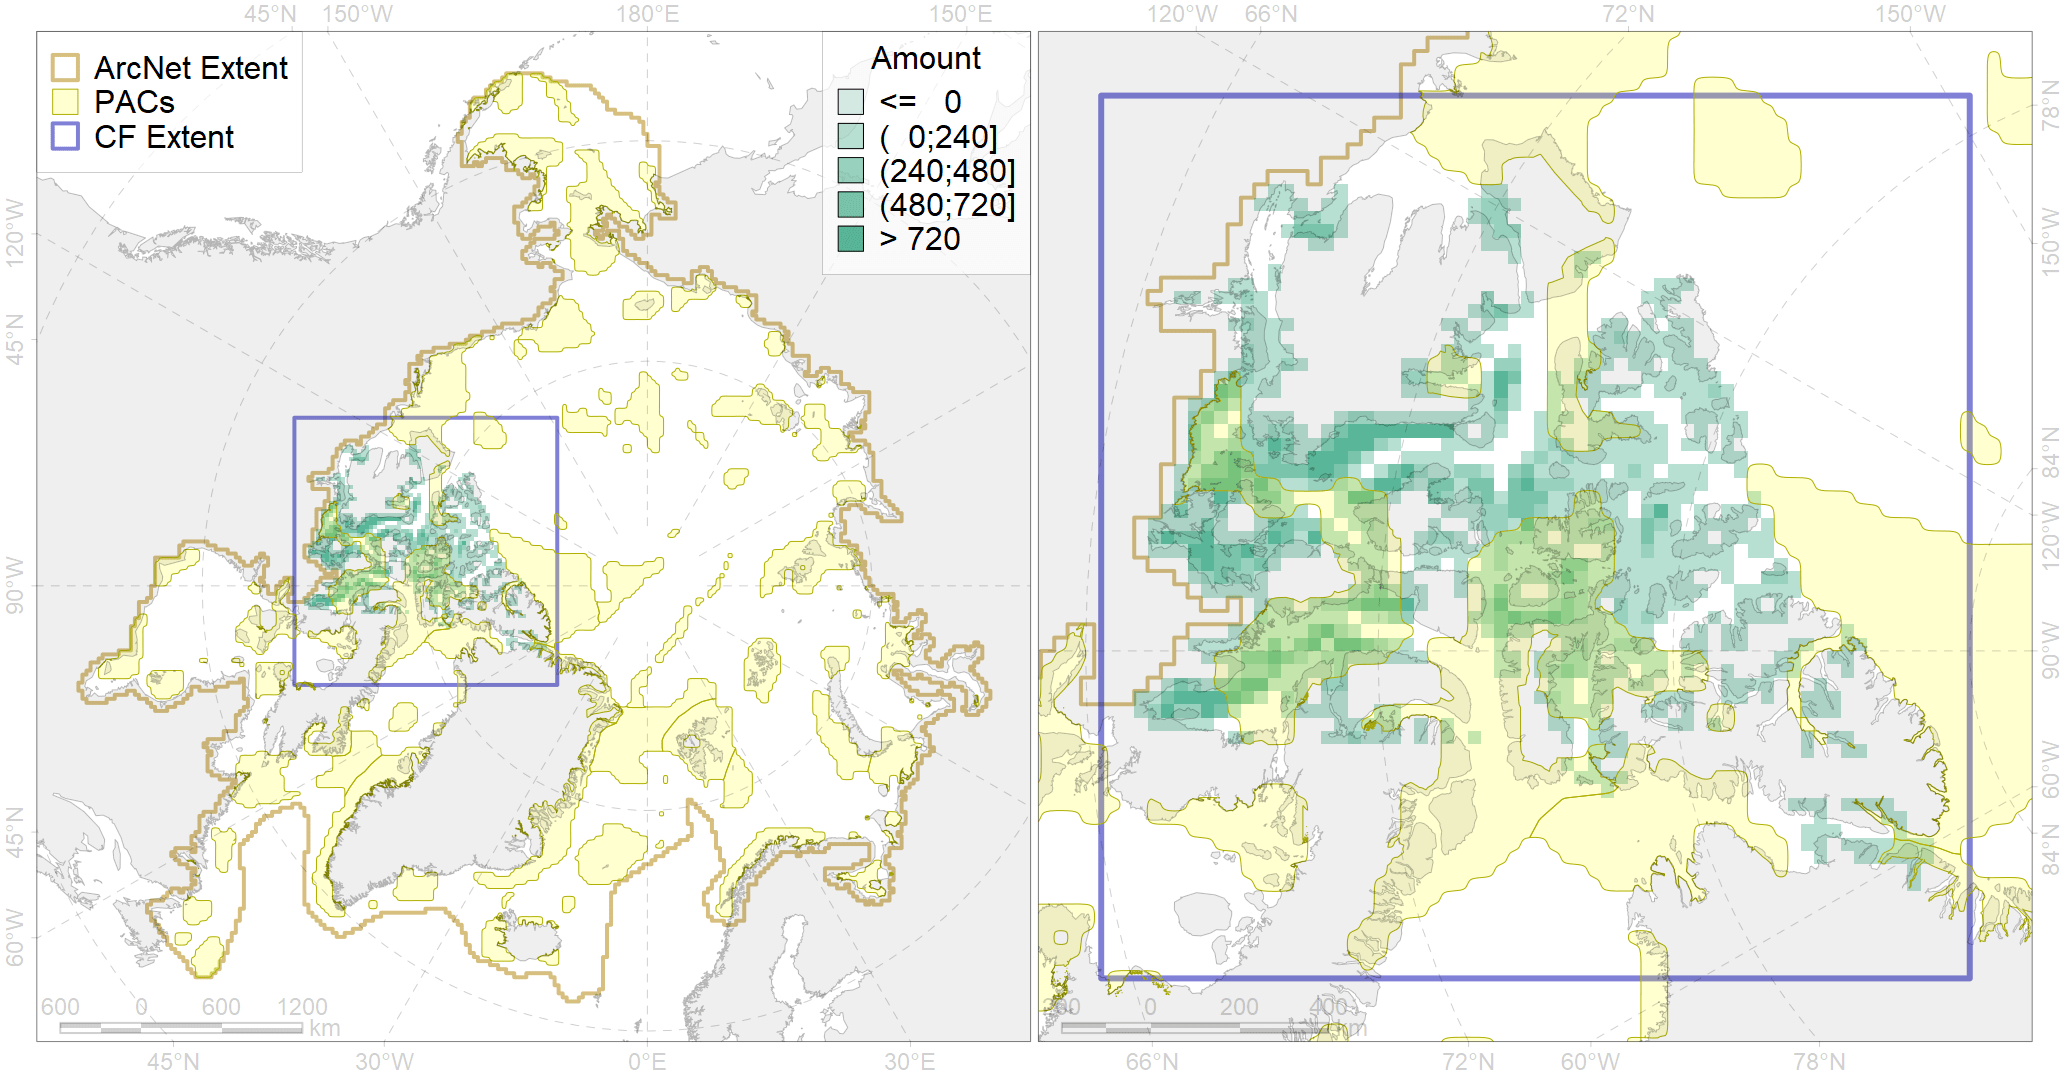 45°N 150°W 180°E 150°E 120°W 66°N 72°N 150°W
ArcNet Extent
PACs
CF Extent
Amount
<= 0
( 0;240]
(240;480]
(480;720]
> 720
120°W
45°N
90°W
45°N
60°W
78°N
150°W
84°N
120°W
90°W
60°W
84°N
600 0 600 1200
km
200 0 200 400
km
45°N 30°W 0°E 30°E 66°N 72°N 60°W 78°N